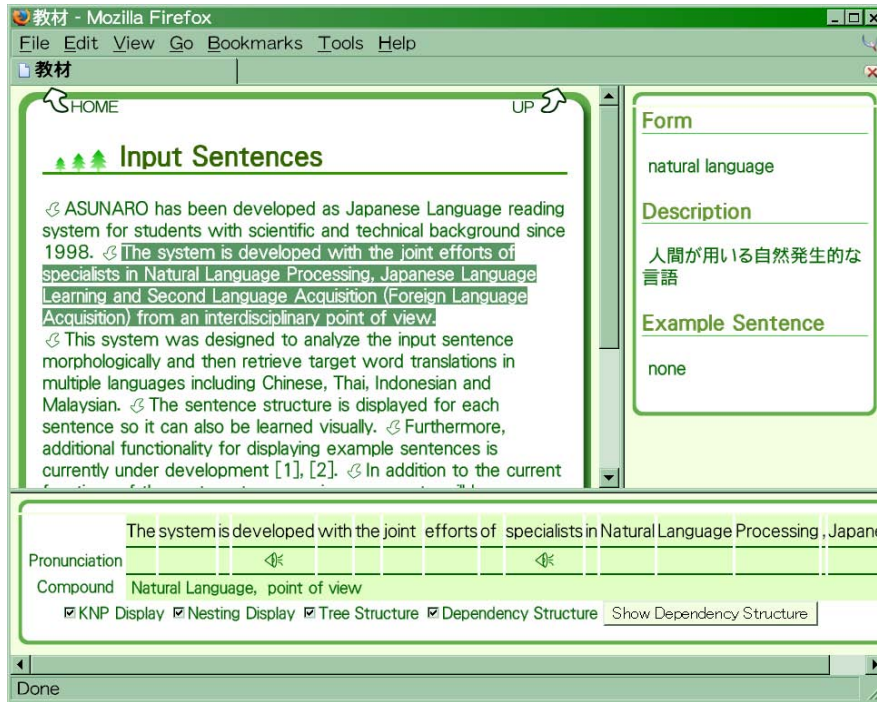 教材 - Mozilla Firefox
File Edit View Go Bookmarks Tools Help
教材
HOME
UP
Input Sentences
ASUNARO has been developed as Japanese Language reading
system for students with scientific and technical background since
1998. The system is developed with the joint efforts of
specialists in Natural Language Processing, Japanese Language
Learning and Second Language Acquisition (Foreign Language
Acquisition) from an interdisciplinary point of view.
This system was designed to analyze the input sentence
morphologically and then retrieve target word translations in
multiple languages including Chinese, Thai, Indonesian and
Malaysian. The sentence structure is displayed for each
sentence so it can also be learned visually. Furthermore,
additional functionality for displaying example sentences is
currently under development [1], [2]. In addition to the current
Form
natural language
Description
人間が用いる自然発生的な
言語
Example Sentence
none
The system is developed with the joint efforts of specialists in Natural Language Processing , Japane
Pronunciation
Compound Natural Language, point of view
KNP Display Nesting Display Tree Structure Dependency Structure Show Dependency Structure
Done